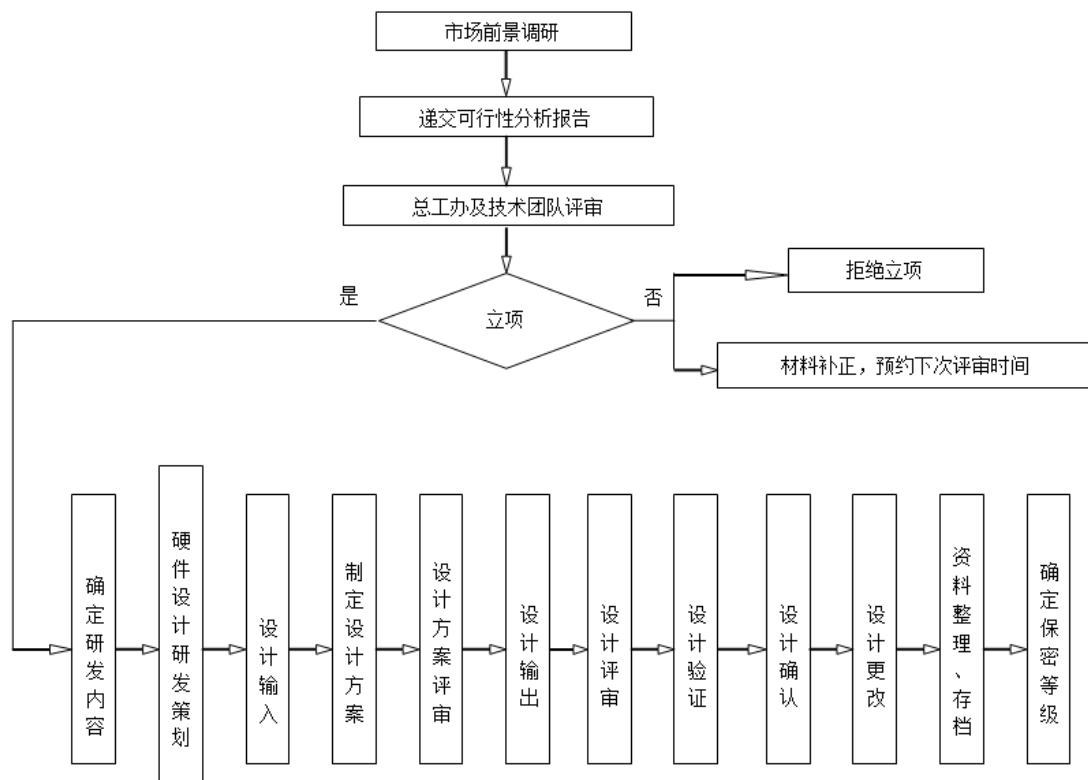 市场前景调研
递交可行性分析报告
总工办及技术团队评审
拒绝立项
是
立项
否
材料补正，预约下次评审时间
确定研发内容
硬件设计研发策划
设计输入
制定设计方案
设计方案评审
设计输出
设计评审
设计验证
设计确认
设计更改
资料整理、存档
确定保密等级